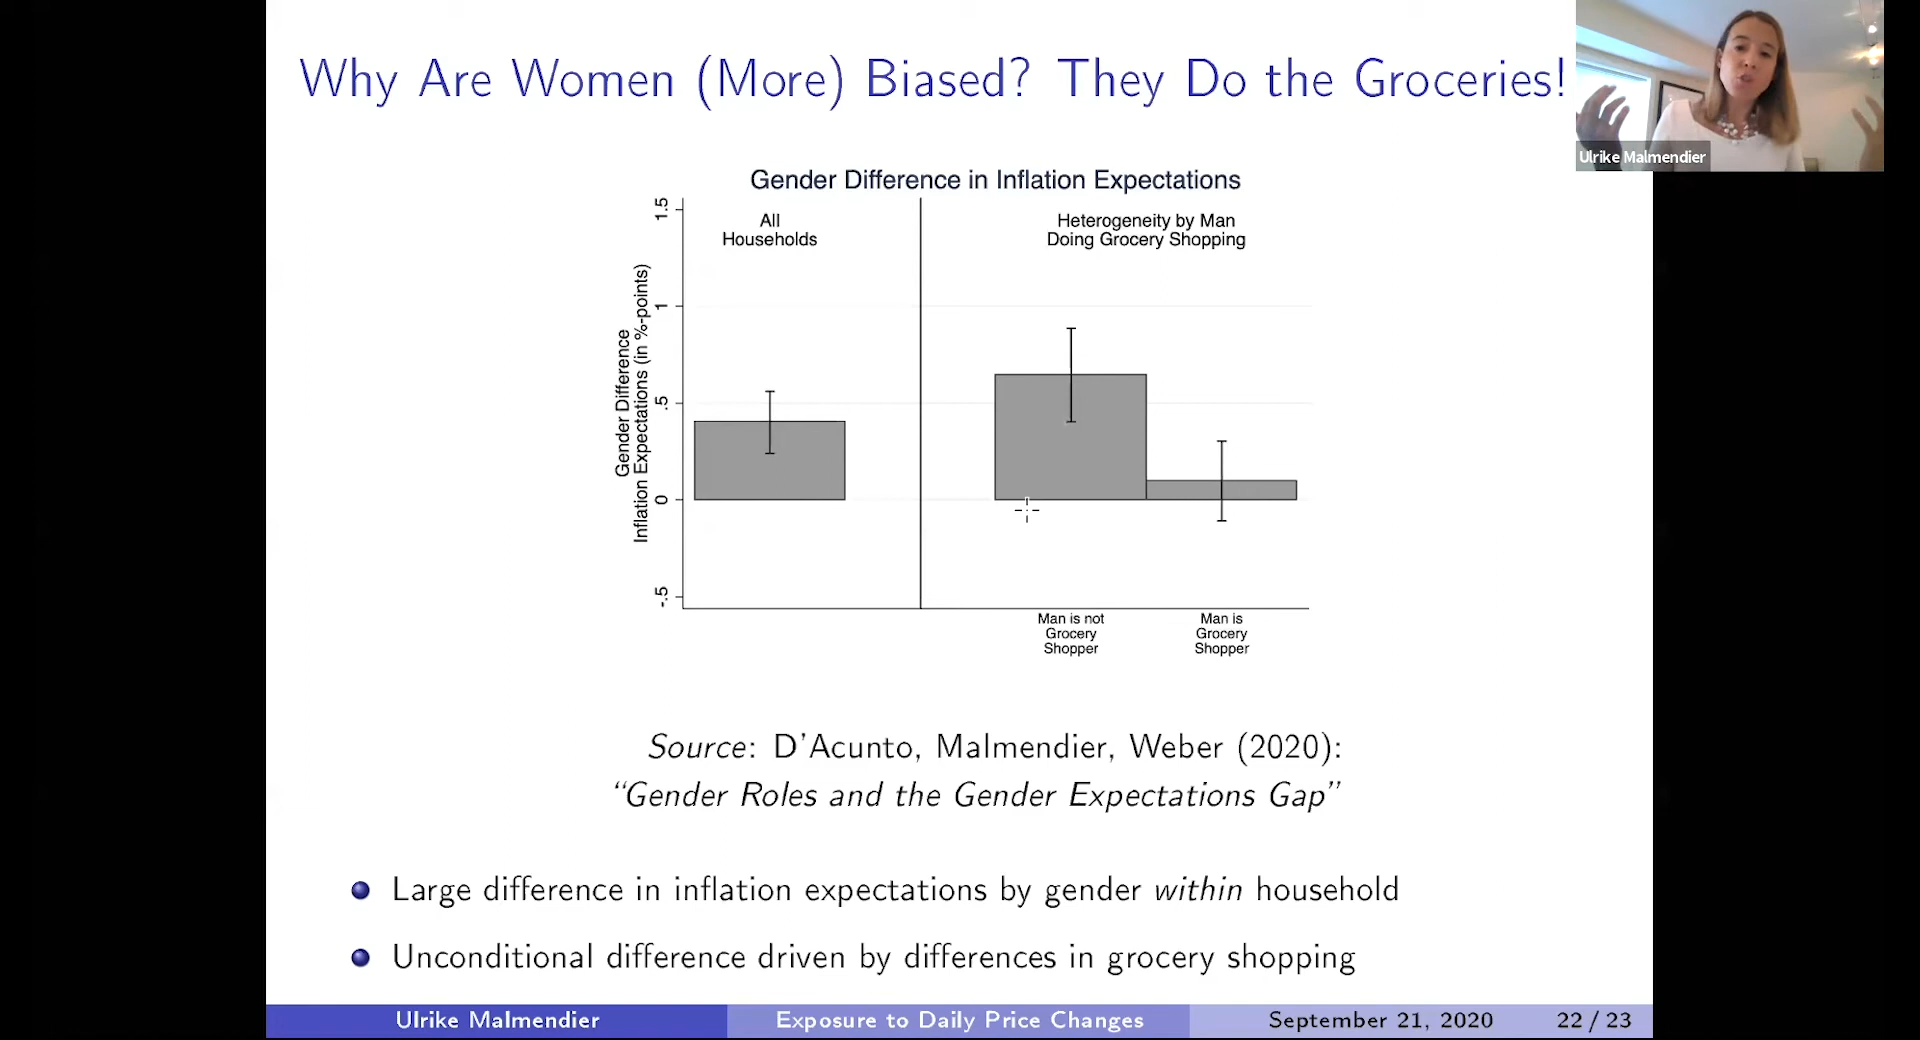 Why Are Women (More) Biased? They Do the Groceries!
Ulrike Malmendier
Gender Difference in Inflation Expectations
All
Households
Heterogeneity by Man
Doing Grocery Shopping
Gender Difference
Inflation Expectations (in %-points)
1.5
1
.5
0
-.5
Man is not
Grocery
Shopper
Man is
Grocery
Shopper
Source: D'Acunto, Malmendier, Weber (2020):
“Gender Roles and the Gender Expectations Gap”
Large difference in inflation expectations by gender within household
Unconditional difference driven by differences in grocery shopping
Ulrike Malmendier Exposure to Daily Price Changes September 21, 2020 22 / 23